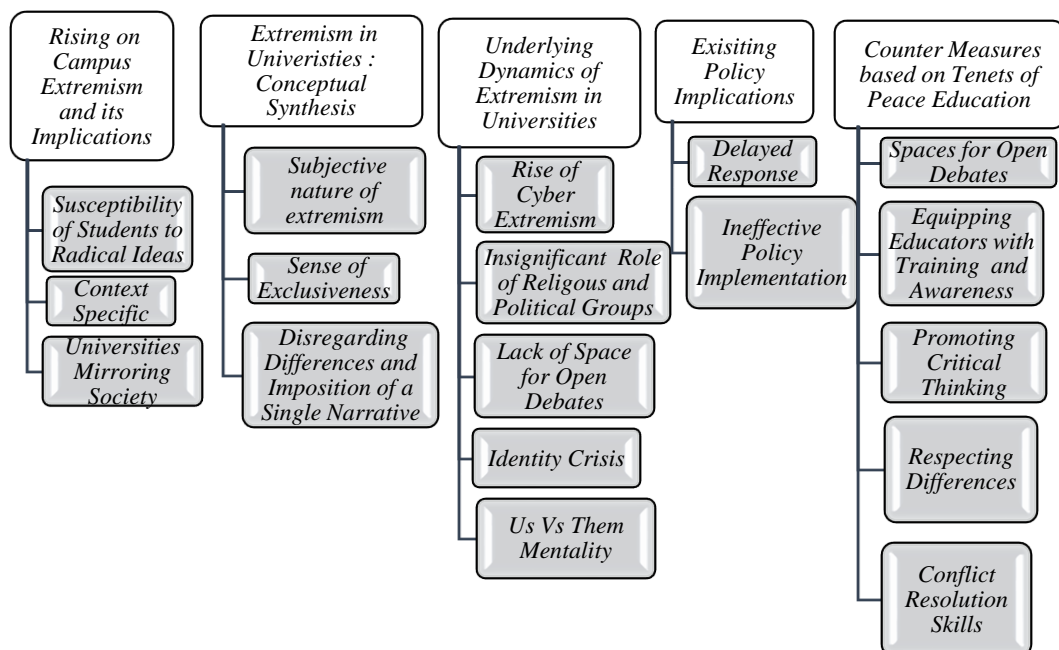 Rising on
Campus
Extremism
and its
Implications
Susceptibility
of Students to
Radical Ideas
Context
Specific
Universities
Mirroring
Society
Extremism in
Univeristies :
Conceptual
Synthesis
Subjective
nature of
extremism
Sense of
Exclusiveness
Disregarding
Differences and
Imposition of a
Single Narrative
Underlying
Dynamics of
Extremism in
Universities
Rise of
Cyber
Extremism
Insignificant Role
of Religous and
Political Groups
Lack of Space
for Open
Debates
Identity Crisis
Us Vs Them
Mentality
Exisiting
Policy
Implications
Delayed
Response
Ineffective
Policy
Implementation
Counter Measures
based on Tenets of
Peace Education
Spaces for Open
Debates
Equipping
Educators with
Training and
Awareness
Promoting
Critical
Thinking
Respecting
Differences
Conflict
Resolution
Skills